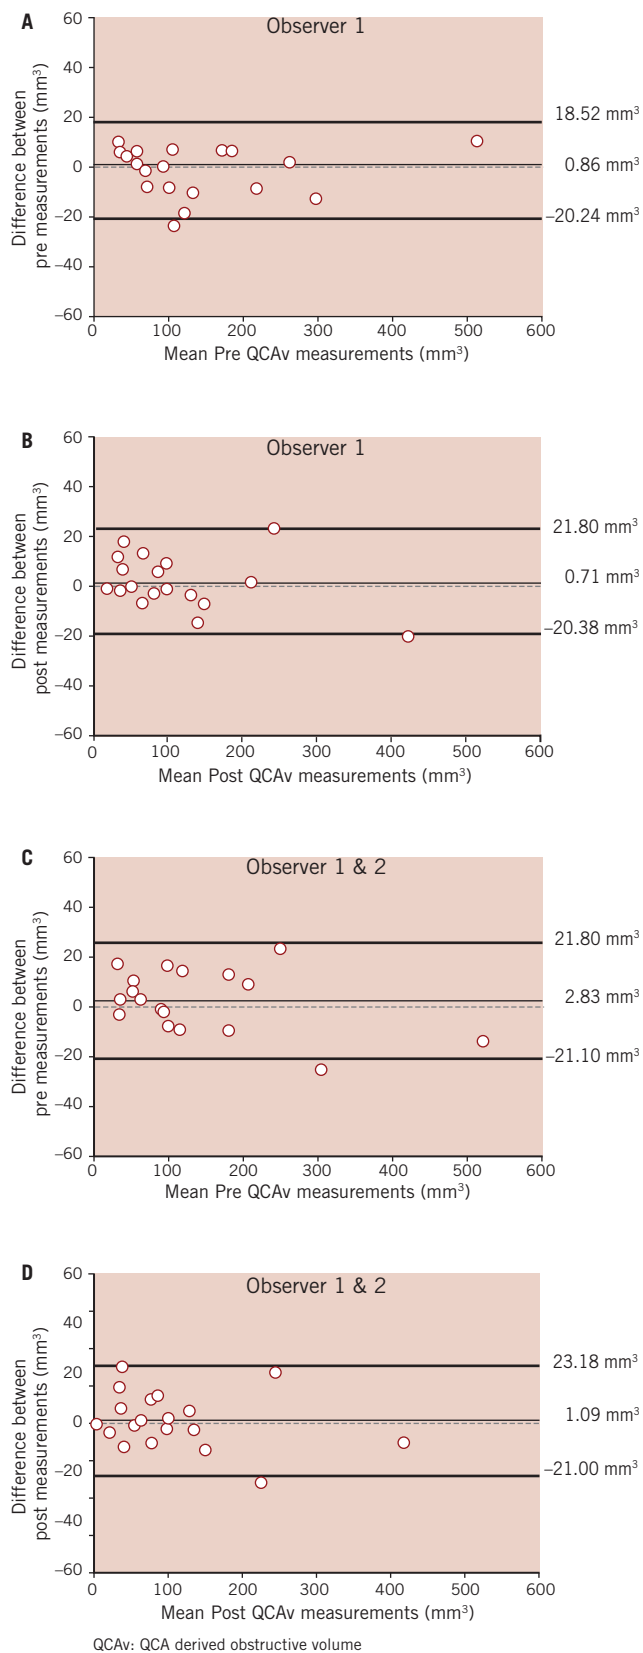 A
Observer 1
60
40
20
0
–20
–40
–60
Difference between
pre measurements (mm³)
18.52 mm³
0.86 mm³
–20.24 mm³
0 100 200 300 400 500 600
Mean Pre QCAv measurements (mm³)
B
Observer 1
60
40
20
0
–20
–40
–60
Difference between
post measurements (mm³)
21.80 mm³
0.71 mm³
–20.38 mm³
0 100 200 300 400 500 600
Mean Post QCAv measurements (mm³)
C
Observer 1 & 2
60
40
20
0
–20
–40
–60
Difference between
pre measurements (mm³)
21.80 mm³
2.83 mm³
–21.10 mm³
0 100 200 300 400 500 600
Mean Pre QCAv measurements (mm³)
D
Observer 1 & 2
60
40
20
0
–20
–40
–60
Difference between
post measurements (mm³)
23.18 mm³
1.09 mm³
–21.00 mm³
0 100 200 300 400 500 600
Mean Post QCAv measurements (mm³)
QCAv: QCA derived obstructive volume